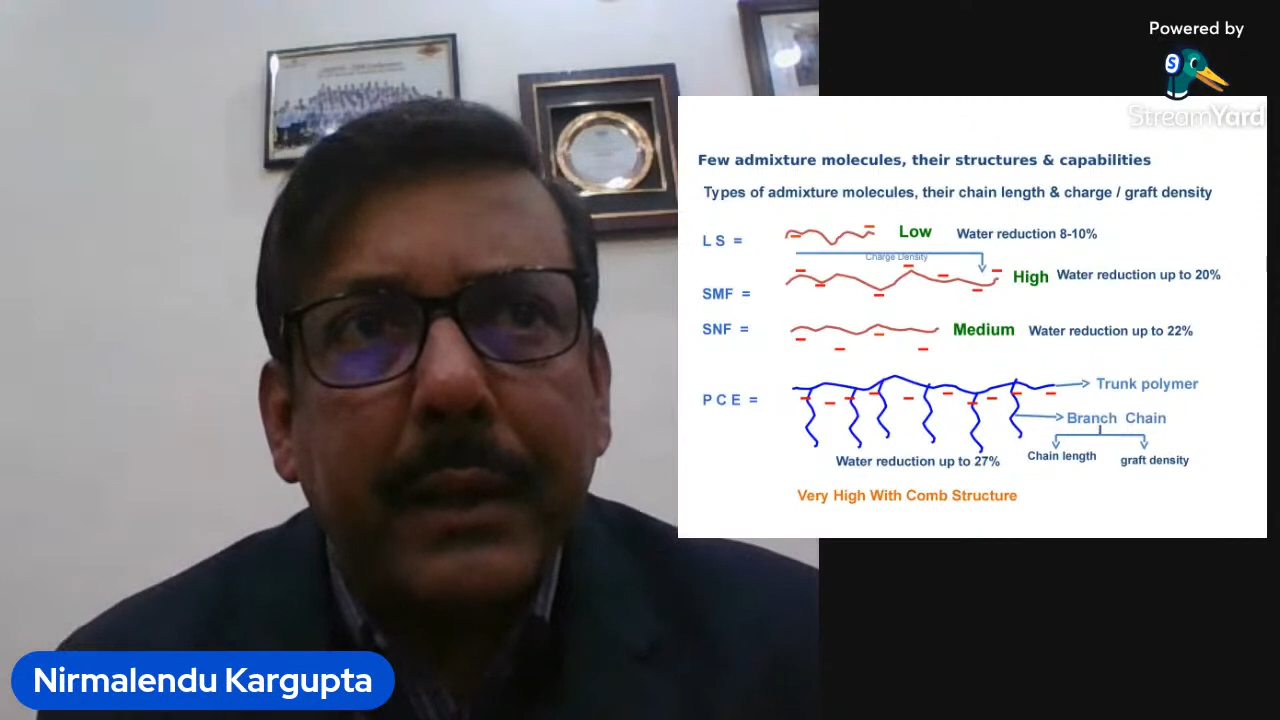 Powered by
S
StreamYard
Few admixture molecules, their structures & capabilities
Types of admixture molecules, their chain length & charge / graft density
L S = Low Water reduction 8-10%
Charge Density
SMF = High Water reduction up to 20%
SNF = Medium Water reduction up to 22%
P C E = Trunk polymer
Branch Chain
Chain length graft density
Water reduction up to 27%
Very High With Comb Structure
Nirmalendu Kargupta